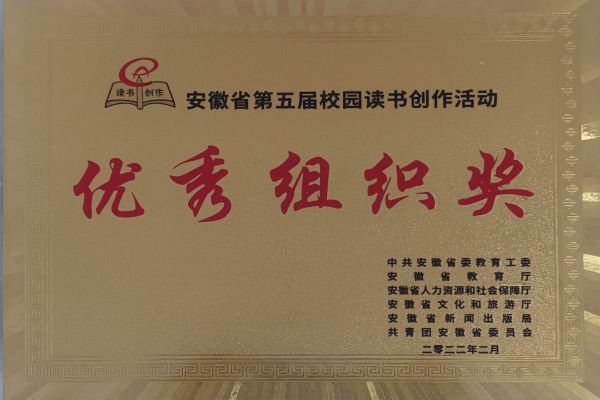 读书 创作
安徽省第五届校园读书创作活动
优秀组织奖
中共安徽省委教育工委
安徽省教育厅
安徽省人力资源和社会保障厅
安徽省文化和旅游厅
安徽省新闻出版局
共青团安徽省委员会
二零二二年二月